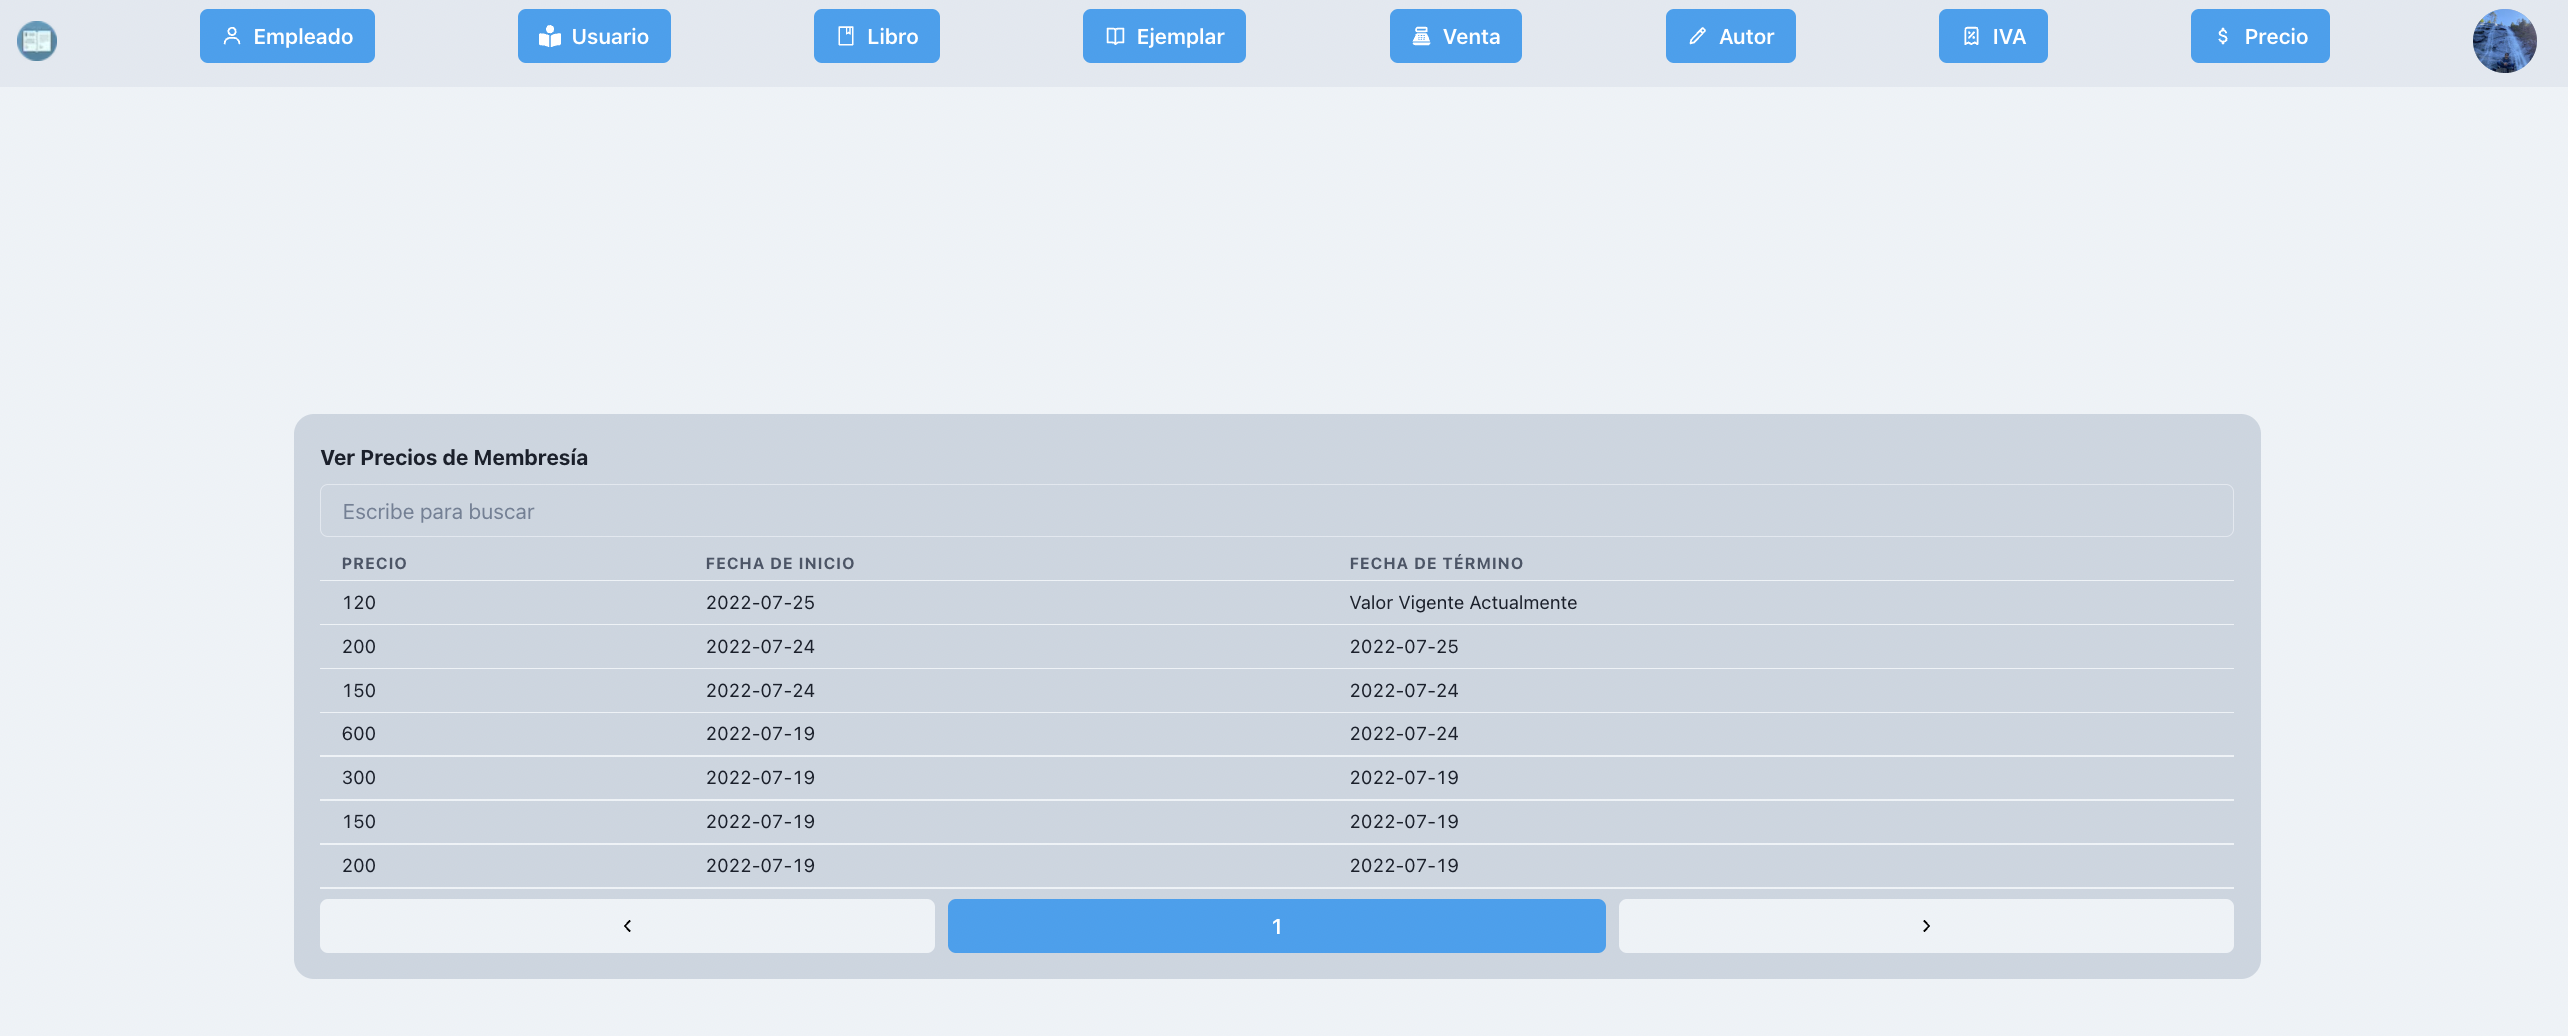 Empleado Usuario Libro Ejemplar Venta Autor IVA Precio
Ver Precios de Membresía
Escribe para buscar
PRECIO FECHA DE INICIO FECHA DE TÉRMINO
120 2022-07-25 Valor Vigente Actualmente
200 2022-07-24 2022-07-25
150 2022-07-24 2022-07-24
600 2022-07-19 2022-07-24
300 2022-07-19 2022-07-19
150 2022-07-19 2022-07-19
200 2022-07-19 2022-07-19
1